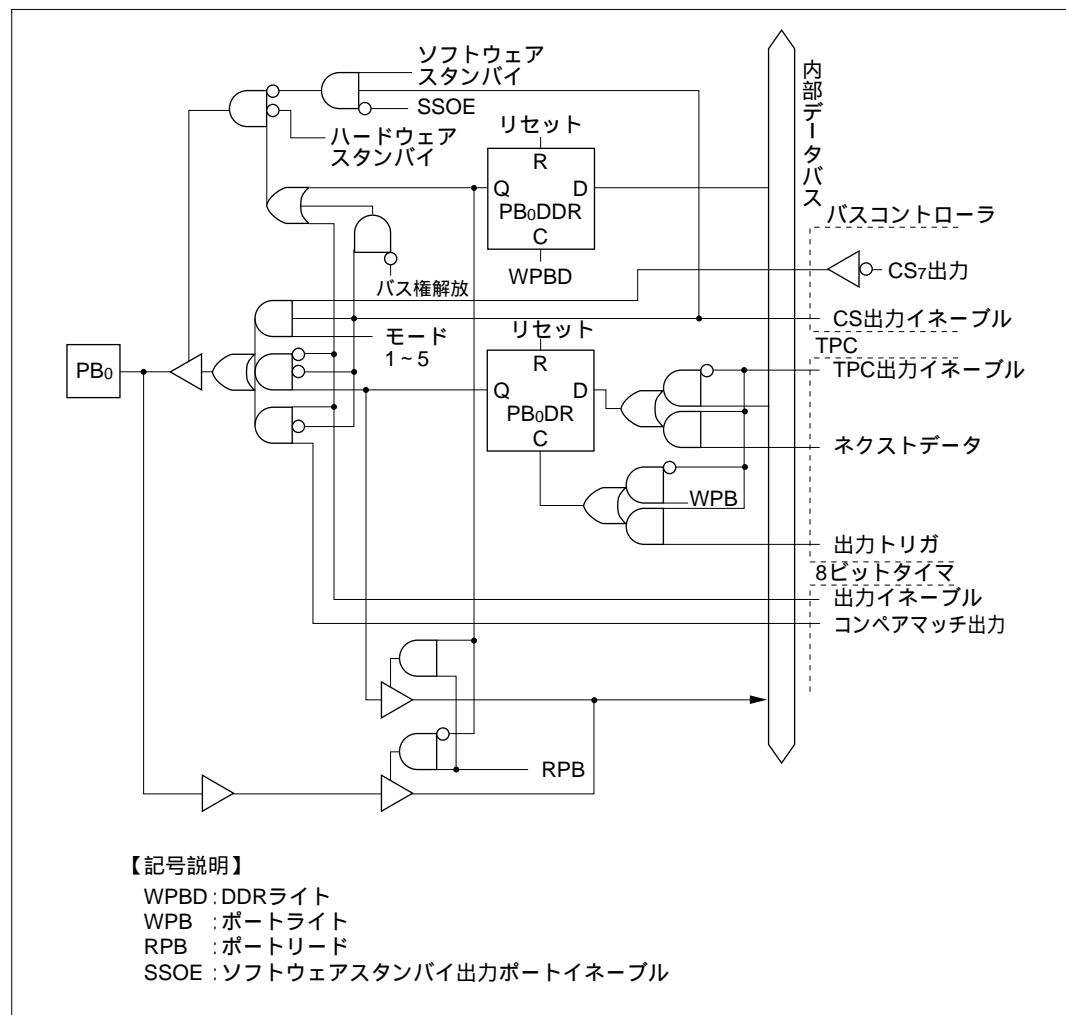 ソフトウェア
スタンバイ
SSOE
ハードウェア
スタンバイ
リセット
R
Q
D
PB0DDR
C
WPBD
内部データバス
バスコントローラ
バス権解放
CS7出力
CS出力イネーブル
モード
1~5
PB0
リセット
R
Q
D
PB0DR
C
TPC
TPC出力イネーブル
ネクストデータ
WPB
出力トリガ
8ビットタイマ
出力イネーブル
コンペアマッチ出力
RPB
【記号説明】
WPBD : DDRライト
WPB : ポートライト
RPB : ポートリード
SSOE : ソフトウェアスタンバイ出力ポートイネーブル